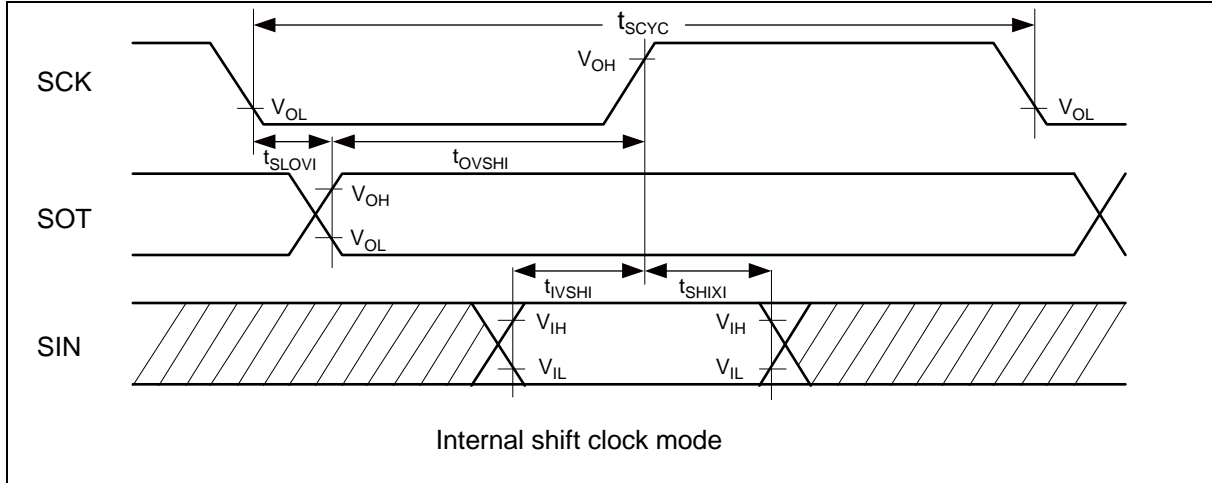 tSCYC
SCK
VOH
VOL
VOL
tSLOVI
tOVSHI
SOT
VOH
VOL
tIVSHI
tSHIXI
SIN
VIH
VIH
VIL
VIL
Internal shift clock mode